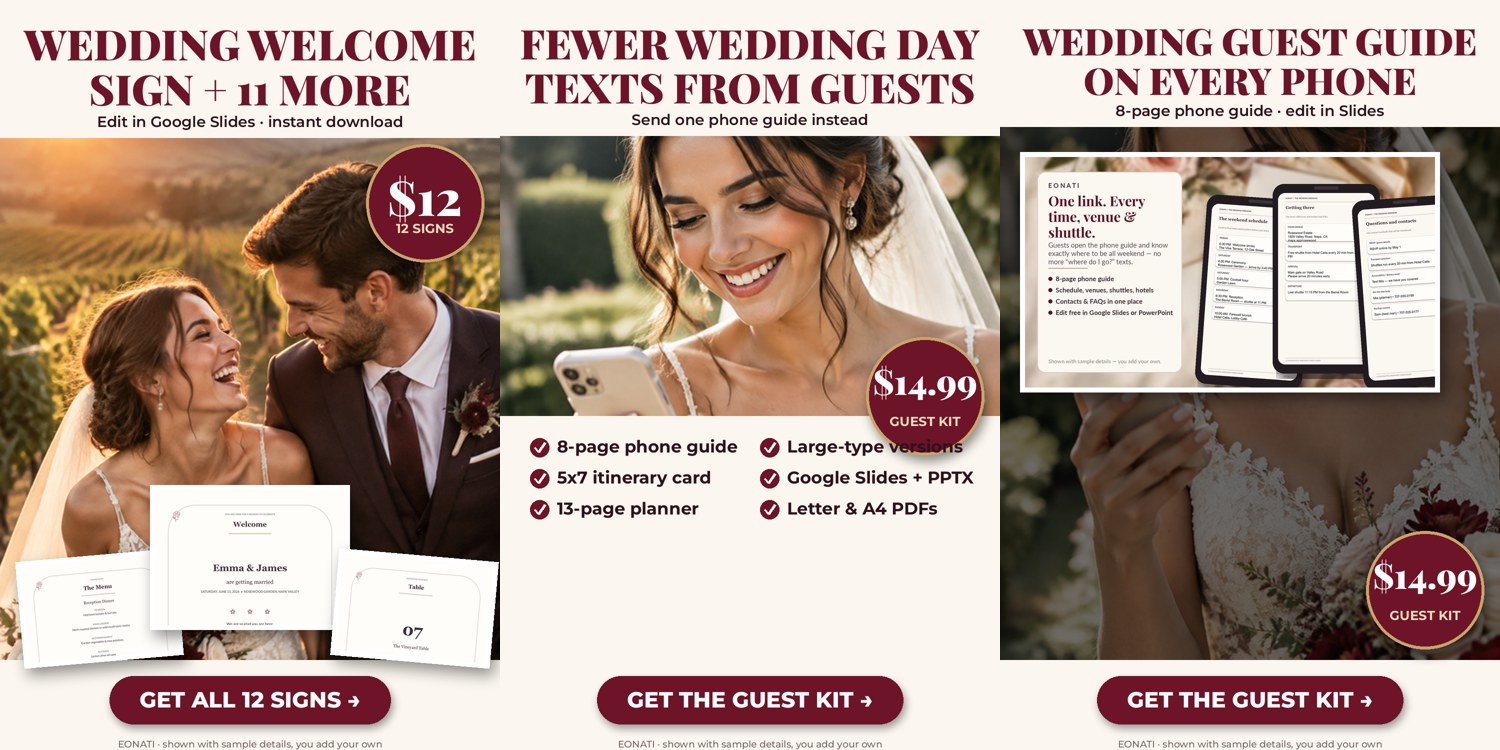 WEDDING WELCOME
SIGN + 11 MORE
Edit in Google Slides · instant download
$12
12 SIGNS
Welcome
Emma & James
are getting married
The Menu
Reception Dinner
Table
07
The Vineyard Table
GET ALL 12 SIGNS →
EONATI · shown with sample details, you add your own
FEWER WEDDING DAY
TEXTS FROM GUESTS
Send one phone guide instead
$14.99
GUEST KIT
8-page phone guide
5x7 itinerary card
13-page planner
Large-type versions
Google Slides + PPTX
Letter & A4 PDFs
GET THE GUEST KIT →
EONATI · shown with sample details, you add your own
WEDDING GUEST GUIDE
ON EVERY PHONE
8-page phone guide · edit in Slides
EONATI
One link. Every
time, venue &
shuttle.
Guests open the phone guide and know
exactly where to be all weekend — no
more "where do I go?" texts.
8-page phone guide
Schedule, venues, shuttles, hotels
Contacts & FAQs in one place
Edit free in Google Slides or PowerPoint
Shown with sample details — you add your own.
The weekend schedule
Getting there
Questions and contacts
$14.99
GUEST KIT
GET THE GUEST KIT →
EONATI · shown with sample details, you add your own